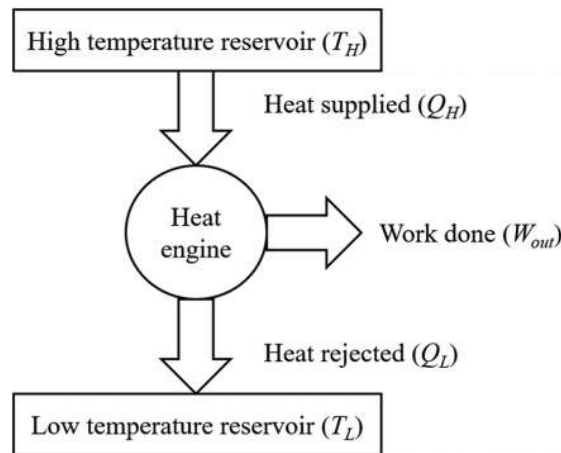 High temperature reservoir (T_H)
Heat supplied (Q_H)
Heat
engine
Work done (W_out)
Heat rejected (Q_L)
Low temperature reservoir (T_L)